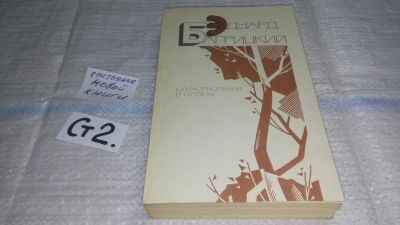 ЭДУАРД
БАГРИЦКИЙ
СТИХОТВОРЕНИЯ
И ПОЭМЫ
состояние
новой
книги
G2.